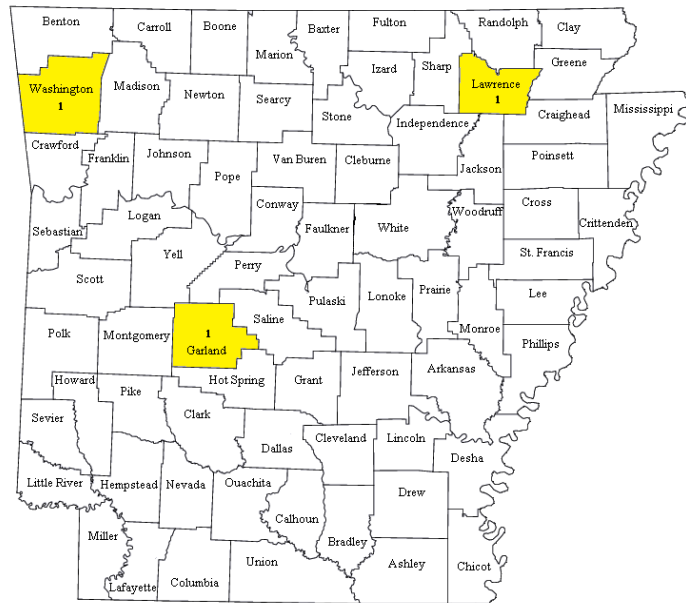 Benton
Carroll
Boone
Baxter
Fulton
Randolph
Clay
Marion
Izard
Sharp
Greene
Washington
1
Madison
Newton
Searcy
Lawrence
1
Stone
Independence
Craighead
Mississippi
Crawford
Franklin
Johnson
Pope
Van Buren
Cleburne
Jackson
Poinsett
Logan
Conway
Faulkner
White
Woodruff
Cross
Crittenden
Sebastian
Yell
Perry
St. Francis
Scott
Pulaski
Lonoke
Prairie
Lee
Polk
Montgomery
1
Garland
Saline
Monroe
Phillips
Howard
Pike
Hot Spring
Grant
Jefferson
Arkansas
Sevier
Clark
Dallas
Cleveland
Lincoln
Desha
Little River
Hempstead
Nevada
Ouachita
Calhoun
Drew
Miller
Bradley
Lafayette
Columbia
Union
Ashley
Chicot